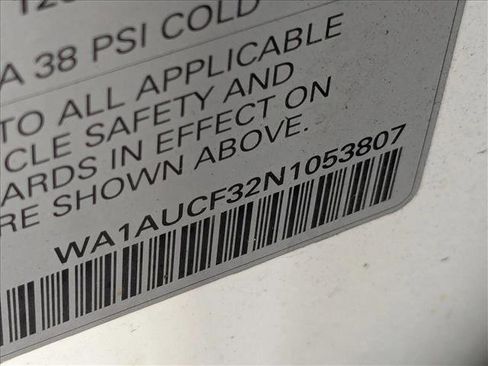 A 38 PSI COLD
TO ALL APPLICABLE
CLE SAFETY AND
ARDS IN EFFECT ON
RE SHOWN ABOVE.
WA1AUCF32N1053807